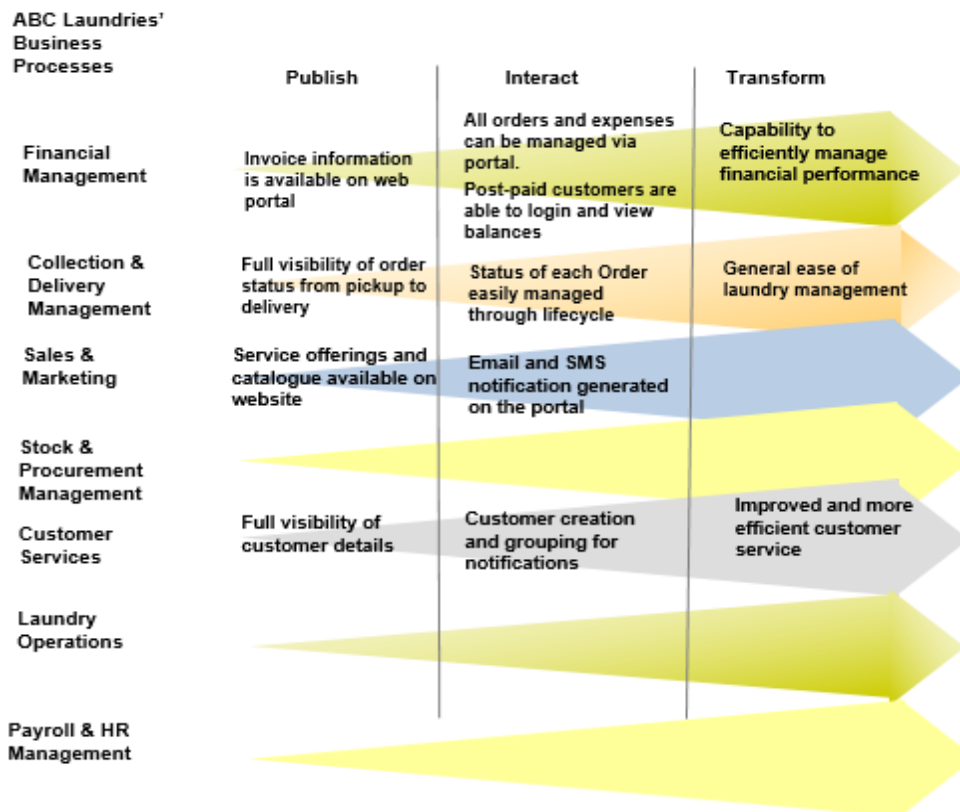 ABC Laundries’
Business
Processes
Publish
Interact
Transform
Financial
Management
Invoice information
is available on web
portal
All orders and expenses
can be managed via
portal.
Post-paid customers are
able to login and view
balances
Capability to
efficiently manage
financial performance
Collection &
Delivery
Management
Full visibility of order
status from pickup to
delivery
Status of each Order
easily managed
through lifecycle
General ease of
laundry management
Sales &
Marketing
Service offerings and
catalogue available on
website
Email and SMS
notification generated
on the portal
Stock &
Procurement
Management
Customer
Services
Full visibility of
customer details
Customer creation
and grouping for
notifications
Improved and more
efficient customer
service
Laundry
Operations
Payroll & HR
Management